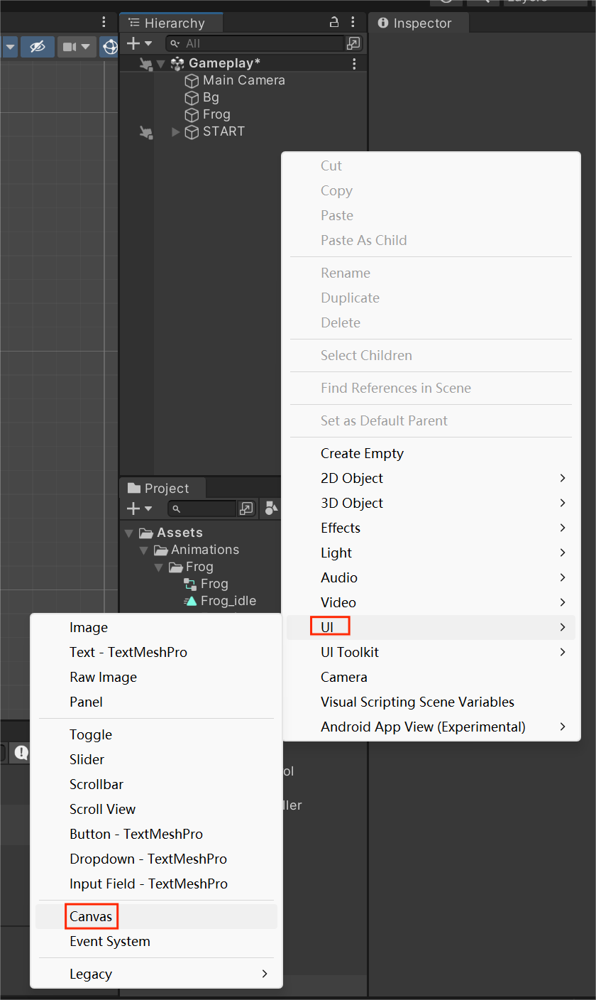 Hierarchy
Inspector
All
Gameplay*
Main Camera
Bg
Frog
START
Cut
Copy
Paste
Paste As Child
Rename
Duplicate
Delete
Select Children
Find References in Scene
Set as Default Parent
Create Empty
2D Object
3D Object
Effects
Light
Audio
Video
UI
UI Toolkit
Camera
Visual Scripting Scene Variables
Android App View (Experimental)
Project
Assets
Animations
Frog
Frog
Frog_idle
Image
Text - TextMeshPro
Raw Image
Panel
Toggle
Slider
Scrollbar
Scroll View
Button - TextMeshPro
Dropdown - TextMeshPro
Input Field - TextMeshPro
Canvas
Event System
Legacy
ol
ller